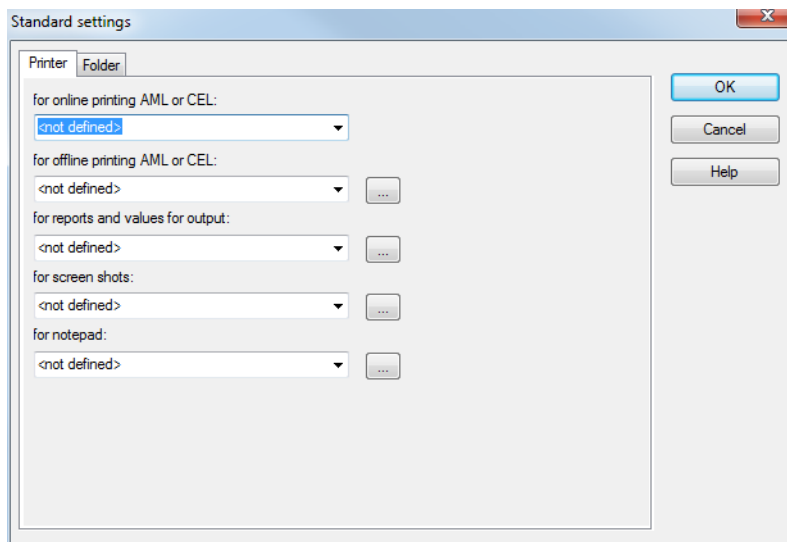 Standard settings
Printer
Folder
for online printing AML or CEL:
<not defined>
for offline printing AML or CEL:
<not defined>
...
for reports and values for output:
<not defined>
...
for screen shots:
<not defined>
...
for notepad:
<not defined>
...
OK
Cancel
Help